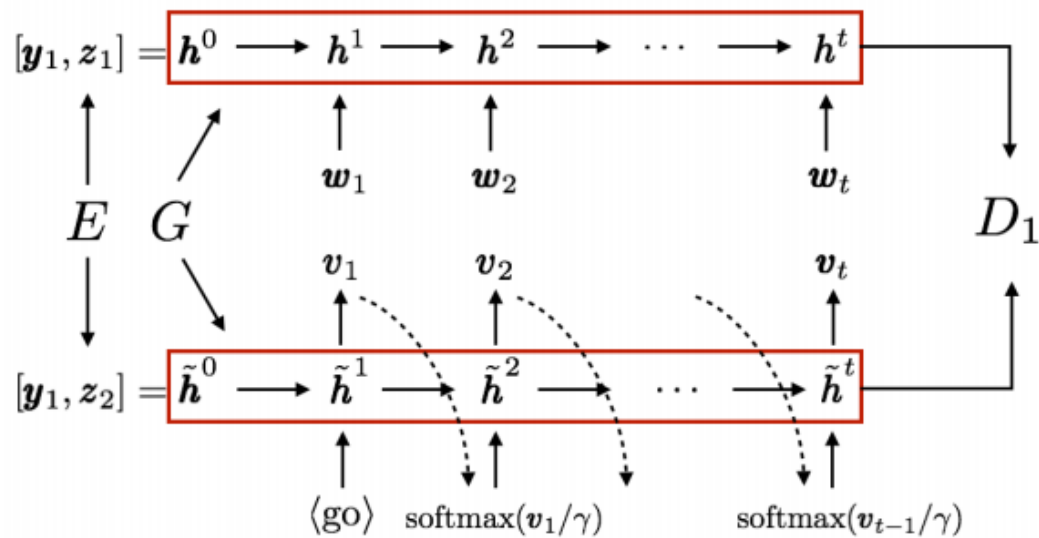 [y₁, z₁] = h⁰ h¹ h² ⋯ hᵗ
w₁ w₂ wₜ
E G D₁
v₁ v₂ vₜ
[y₁, z₂] = h̃⁰ h̃¹ h̃² ⋯ h̃ᵗ
⟨go⟩ softmax(v₁/γ) softmax(vₜ₋₁/γ)